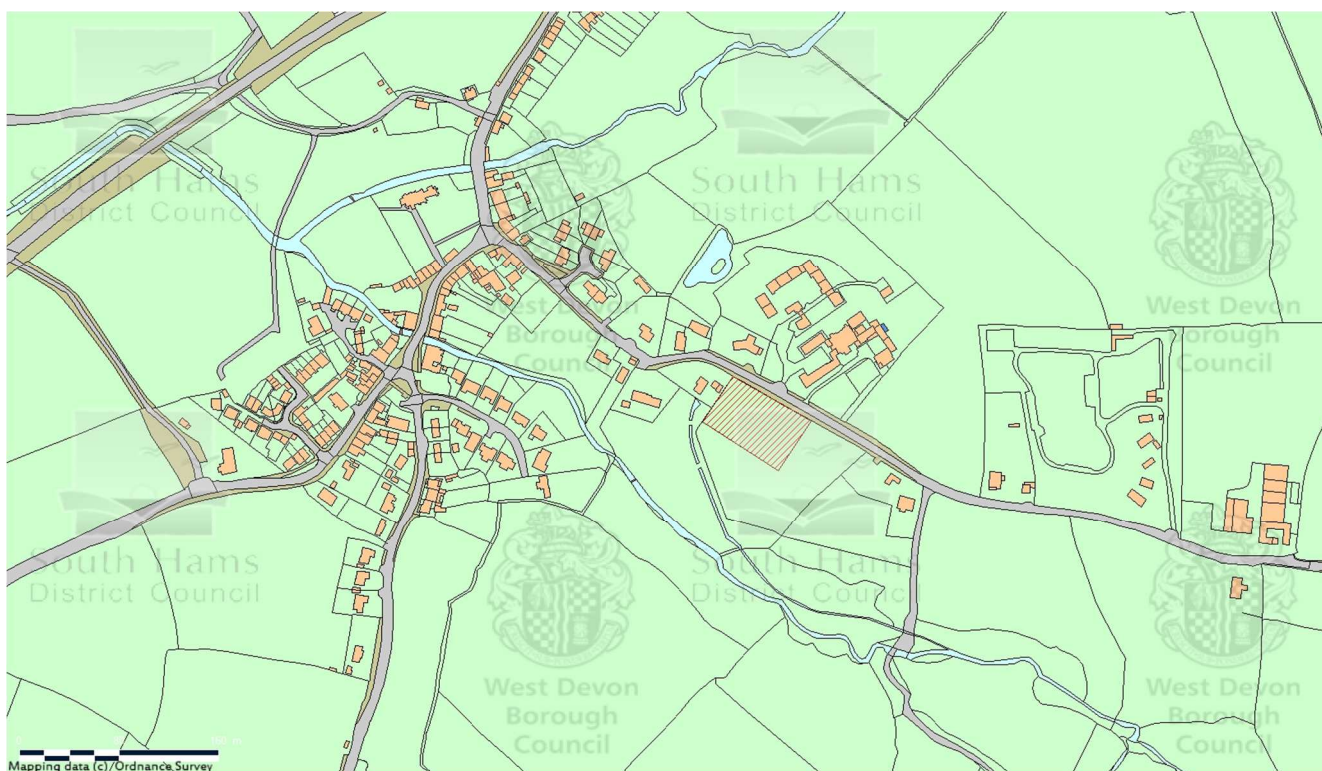 South Hams
District Council
South Hams
District Council
West Devon
Borough
Council
West Devon
Borough
Council
South Hams
District Council
South Hams
District Council
West Devon
Borough
Council
West Devon
Borough
Council
0
Mapping data (c)/Ordnance Survey